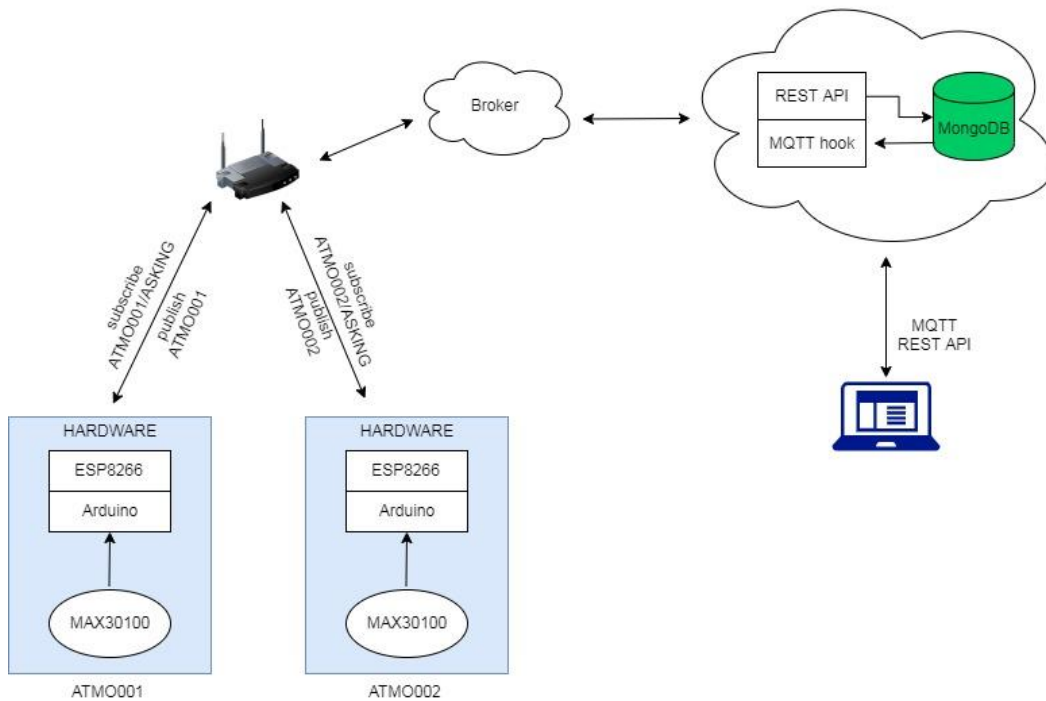 Broker
REST API
MQTT hook
MongoDB
subscribe
ATMO001/ASKING
publish
ATMO001
subscribe
ATMO002/ASKING
publish
ATMO002
MQTT
REST API
HARDWARE
ESP8266
Arduino
MAX30100
ATMO001
HARDWARE
ESP8266
Arduino
MAX30100
ATMO002